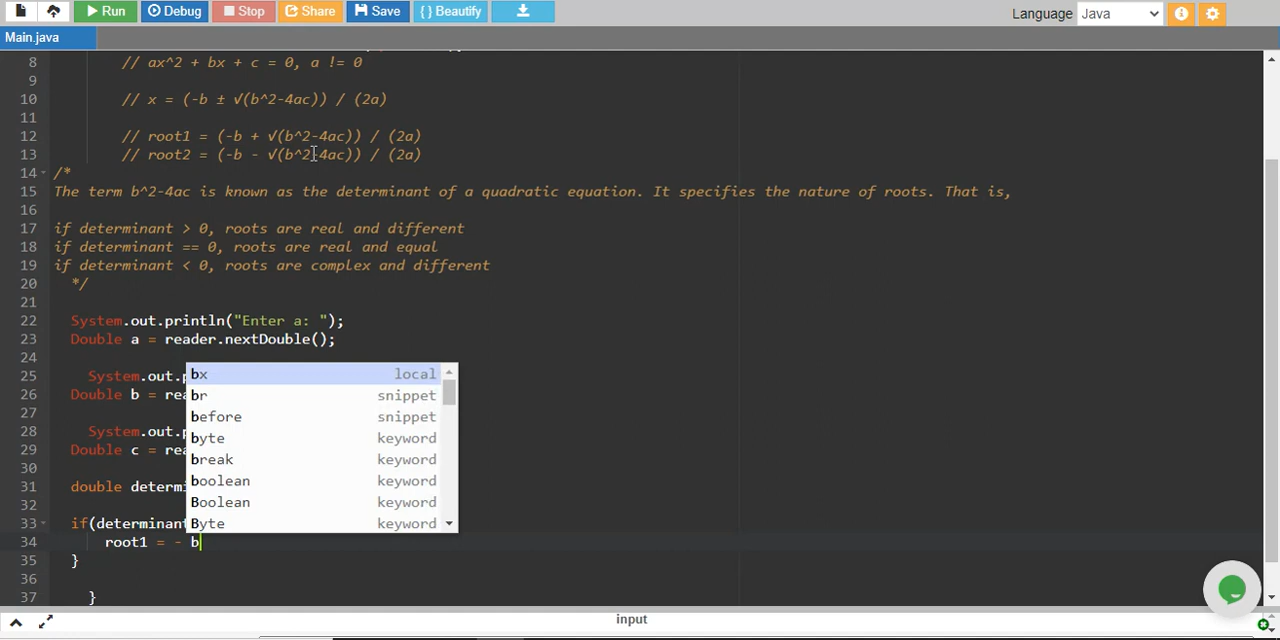 Run Debug Stop Share Save { } Beautify Language Java
Main.java
8 // ax^2 + bx + c = 0, a != 0
9
10 // x = (-b ± √(b^2-4ac)) / (2a)
11
12 // root1 = (-b + √(b^2-4ac)) / (2a)
13 // root2 = (-b - √(b^2-4ac)) / (2a)
14 /*
15 The term b^2-4ac is known as the determinant of a quadratic equation. It specifies the nature of roots. That is,
16
17 if determinant > 0, roots are real and different
18 if determinant == 0, roots are real and equal
19 if determinant < 0, roots are complex and different
20 */
21
22 System.out.println("Enter a: ");
23 Double a = reader.nextDouble();
24
25 System.out.
26 Double b =
27
28 System.out.
29 Double c =
30
31 double determi
32
33 if(determinant
34 root1 = - b
35 }
36
37 }
bx local
br snippet
before snippet
byte keyword
break keyword
boolean keyword
Boolean keyword
Byte keyword
input